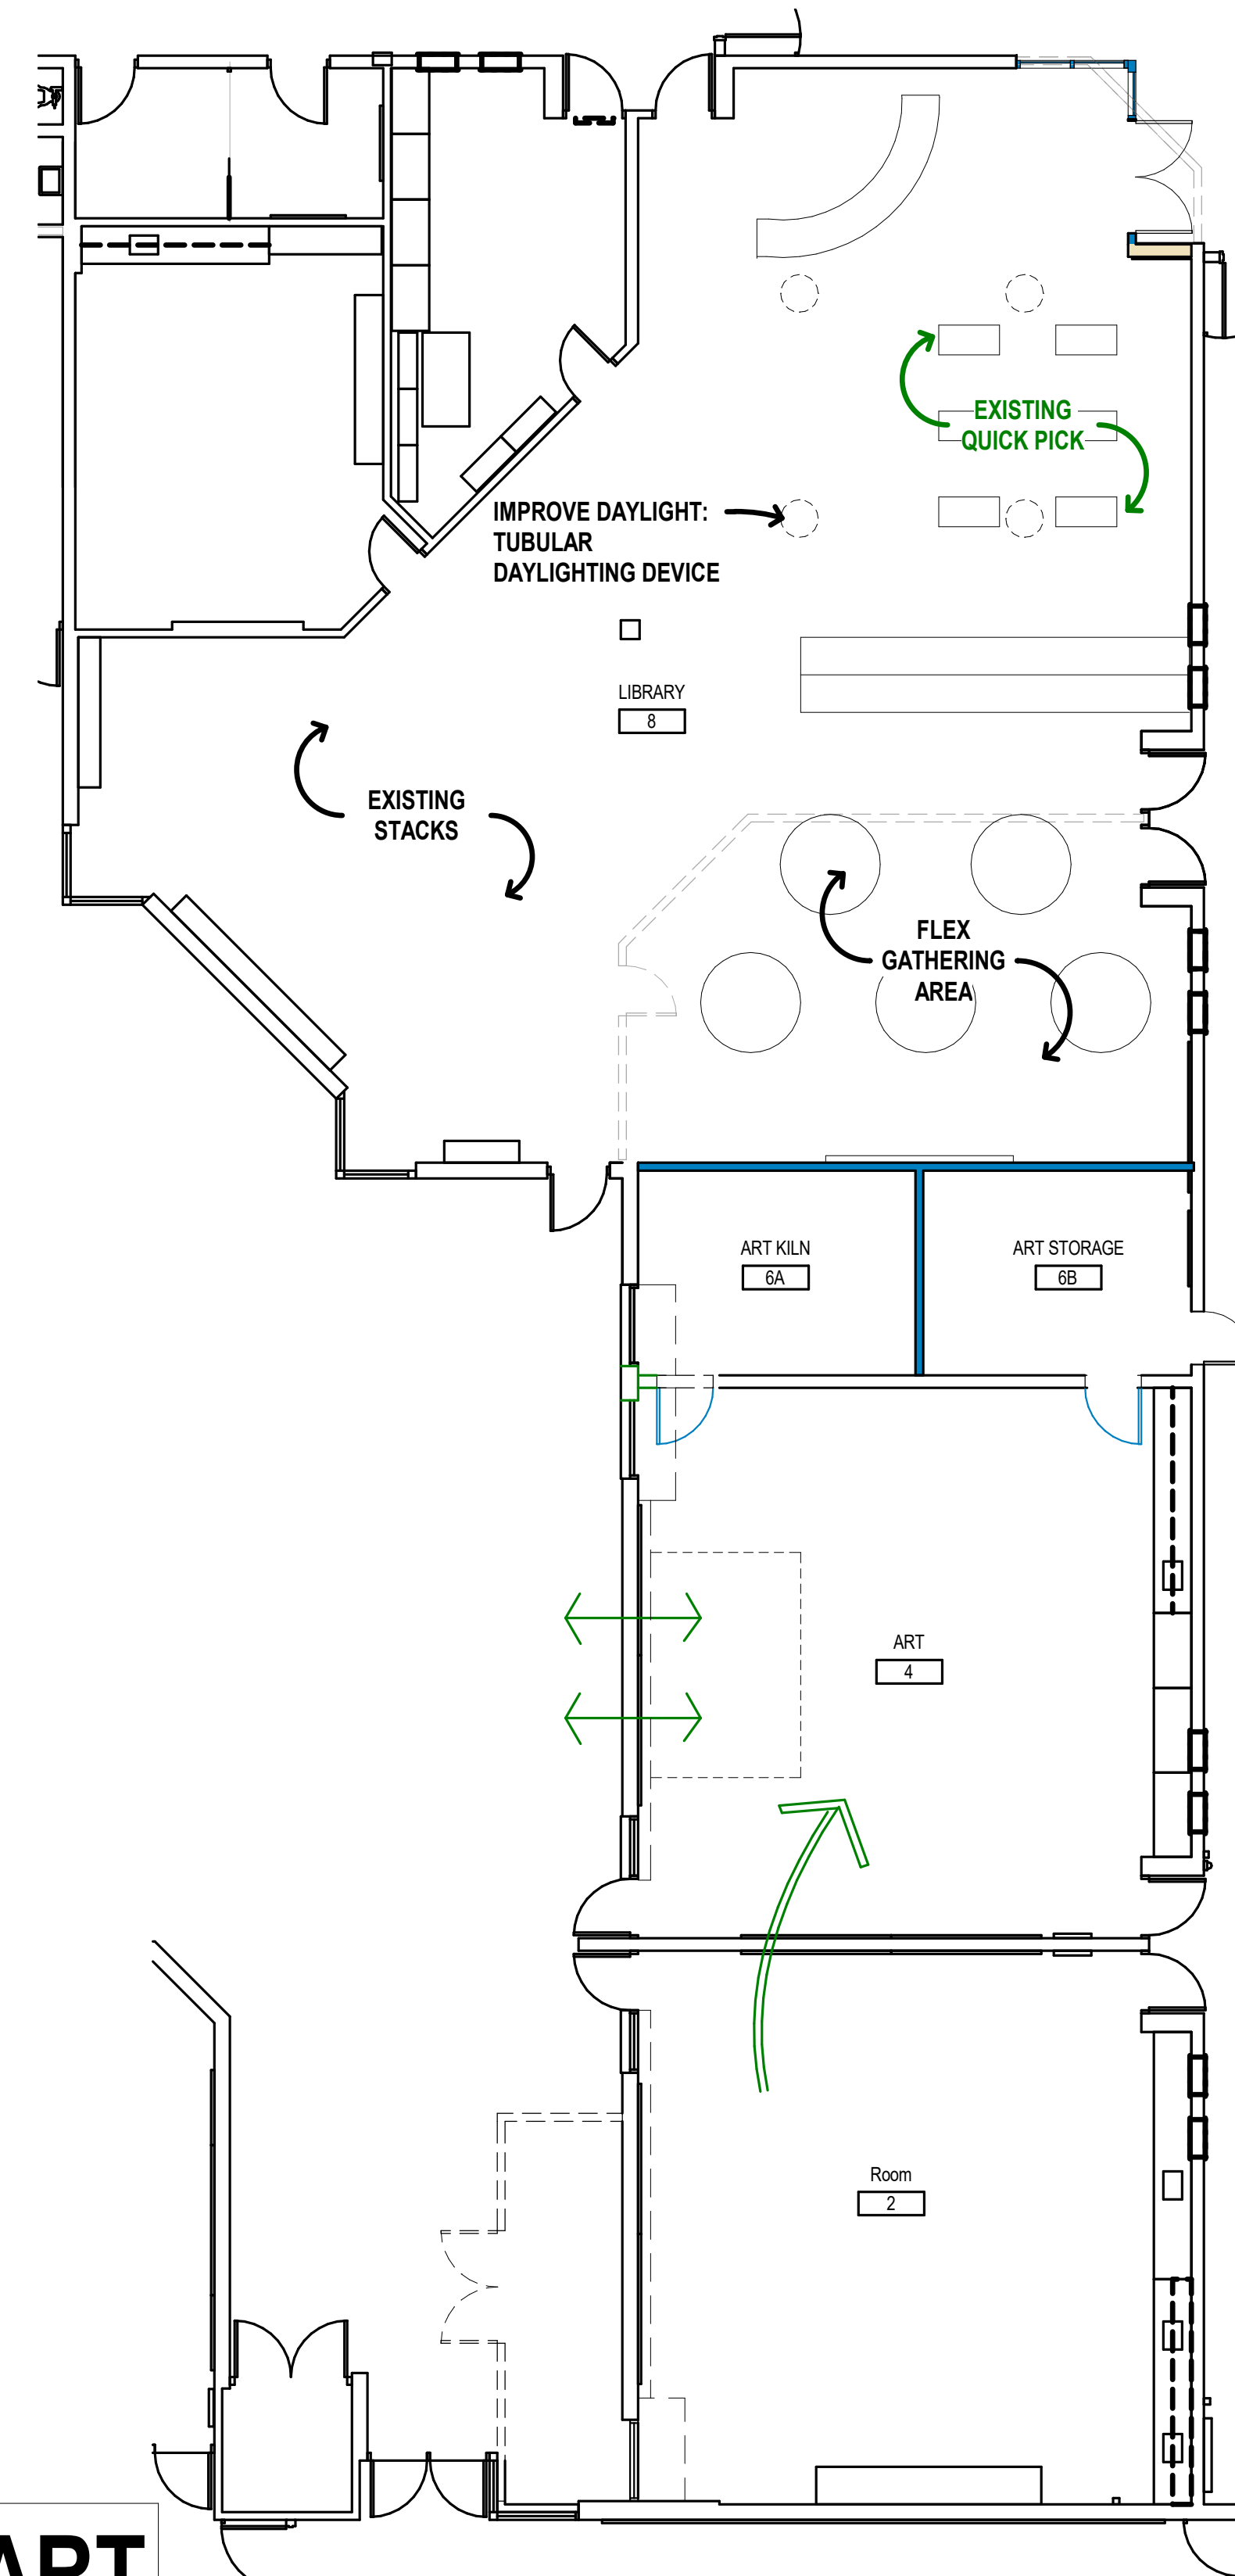 EXISTING
QUICK PICK
IMPROVE DAYLIGHT:
TUBULAR
DAYLIGHTING DEVICE
LIBRARY
8
EXISTING
STACKS
FLEX
GATHERING
AREA
ART KILN
6A
ART STORAGE
6B
ART
4
Room
2
ART